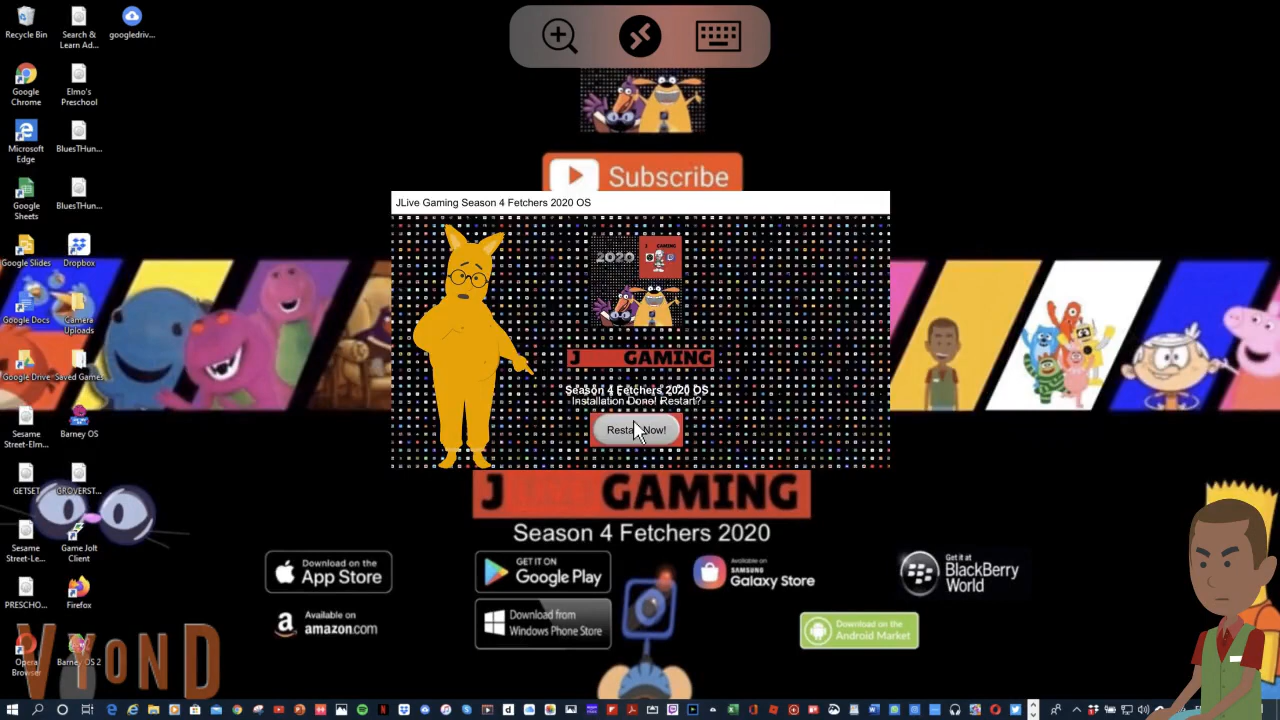 Recycle Bin
Search &
Learn Ad...
googledriv...
Google
Chrome
Elmo's
Preschool
Microsoft
Edge
BluesTHun...
Google
Sheets
BluesTHun...
Google Slides
Dropbox
Google Docs
Camera
Uploads
Google Drive
Saved Games
Sesame
Street-Elm...
Barney OS
GETSET...
GROVERST...
Sesame
Street-Le...
Game Jolt
Client
PRESCHO...
Firefox
Opera
Browser
Barney OS 2
VYOND
Subscribe
JLive Gaming Season 4 Fetchers 2020 OS
2020
J GAMING
J GAMING
Season 4 Fetchers 2020 OS
Installation Done! Restart?
Now!
J GAMING
Season 4 Fetchers 2020
Download on the
App Store
GET IT ON
Google Play
Available on
SAMSUNG
Galaxy Store
Get it at
BlackBerry
World
Available on
amazon.com
Download from
Windows Phone Store
Download on the
Android Market